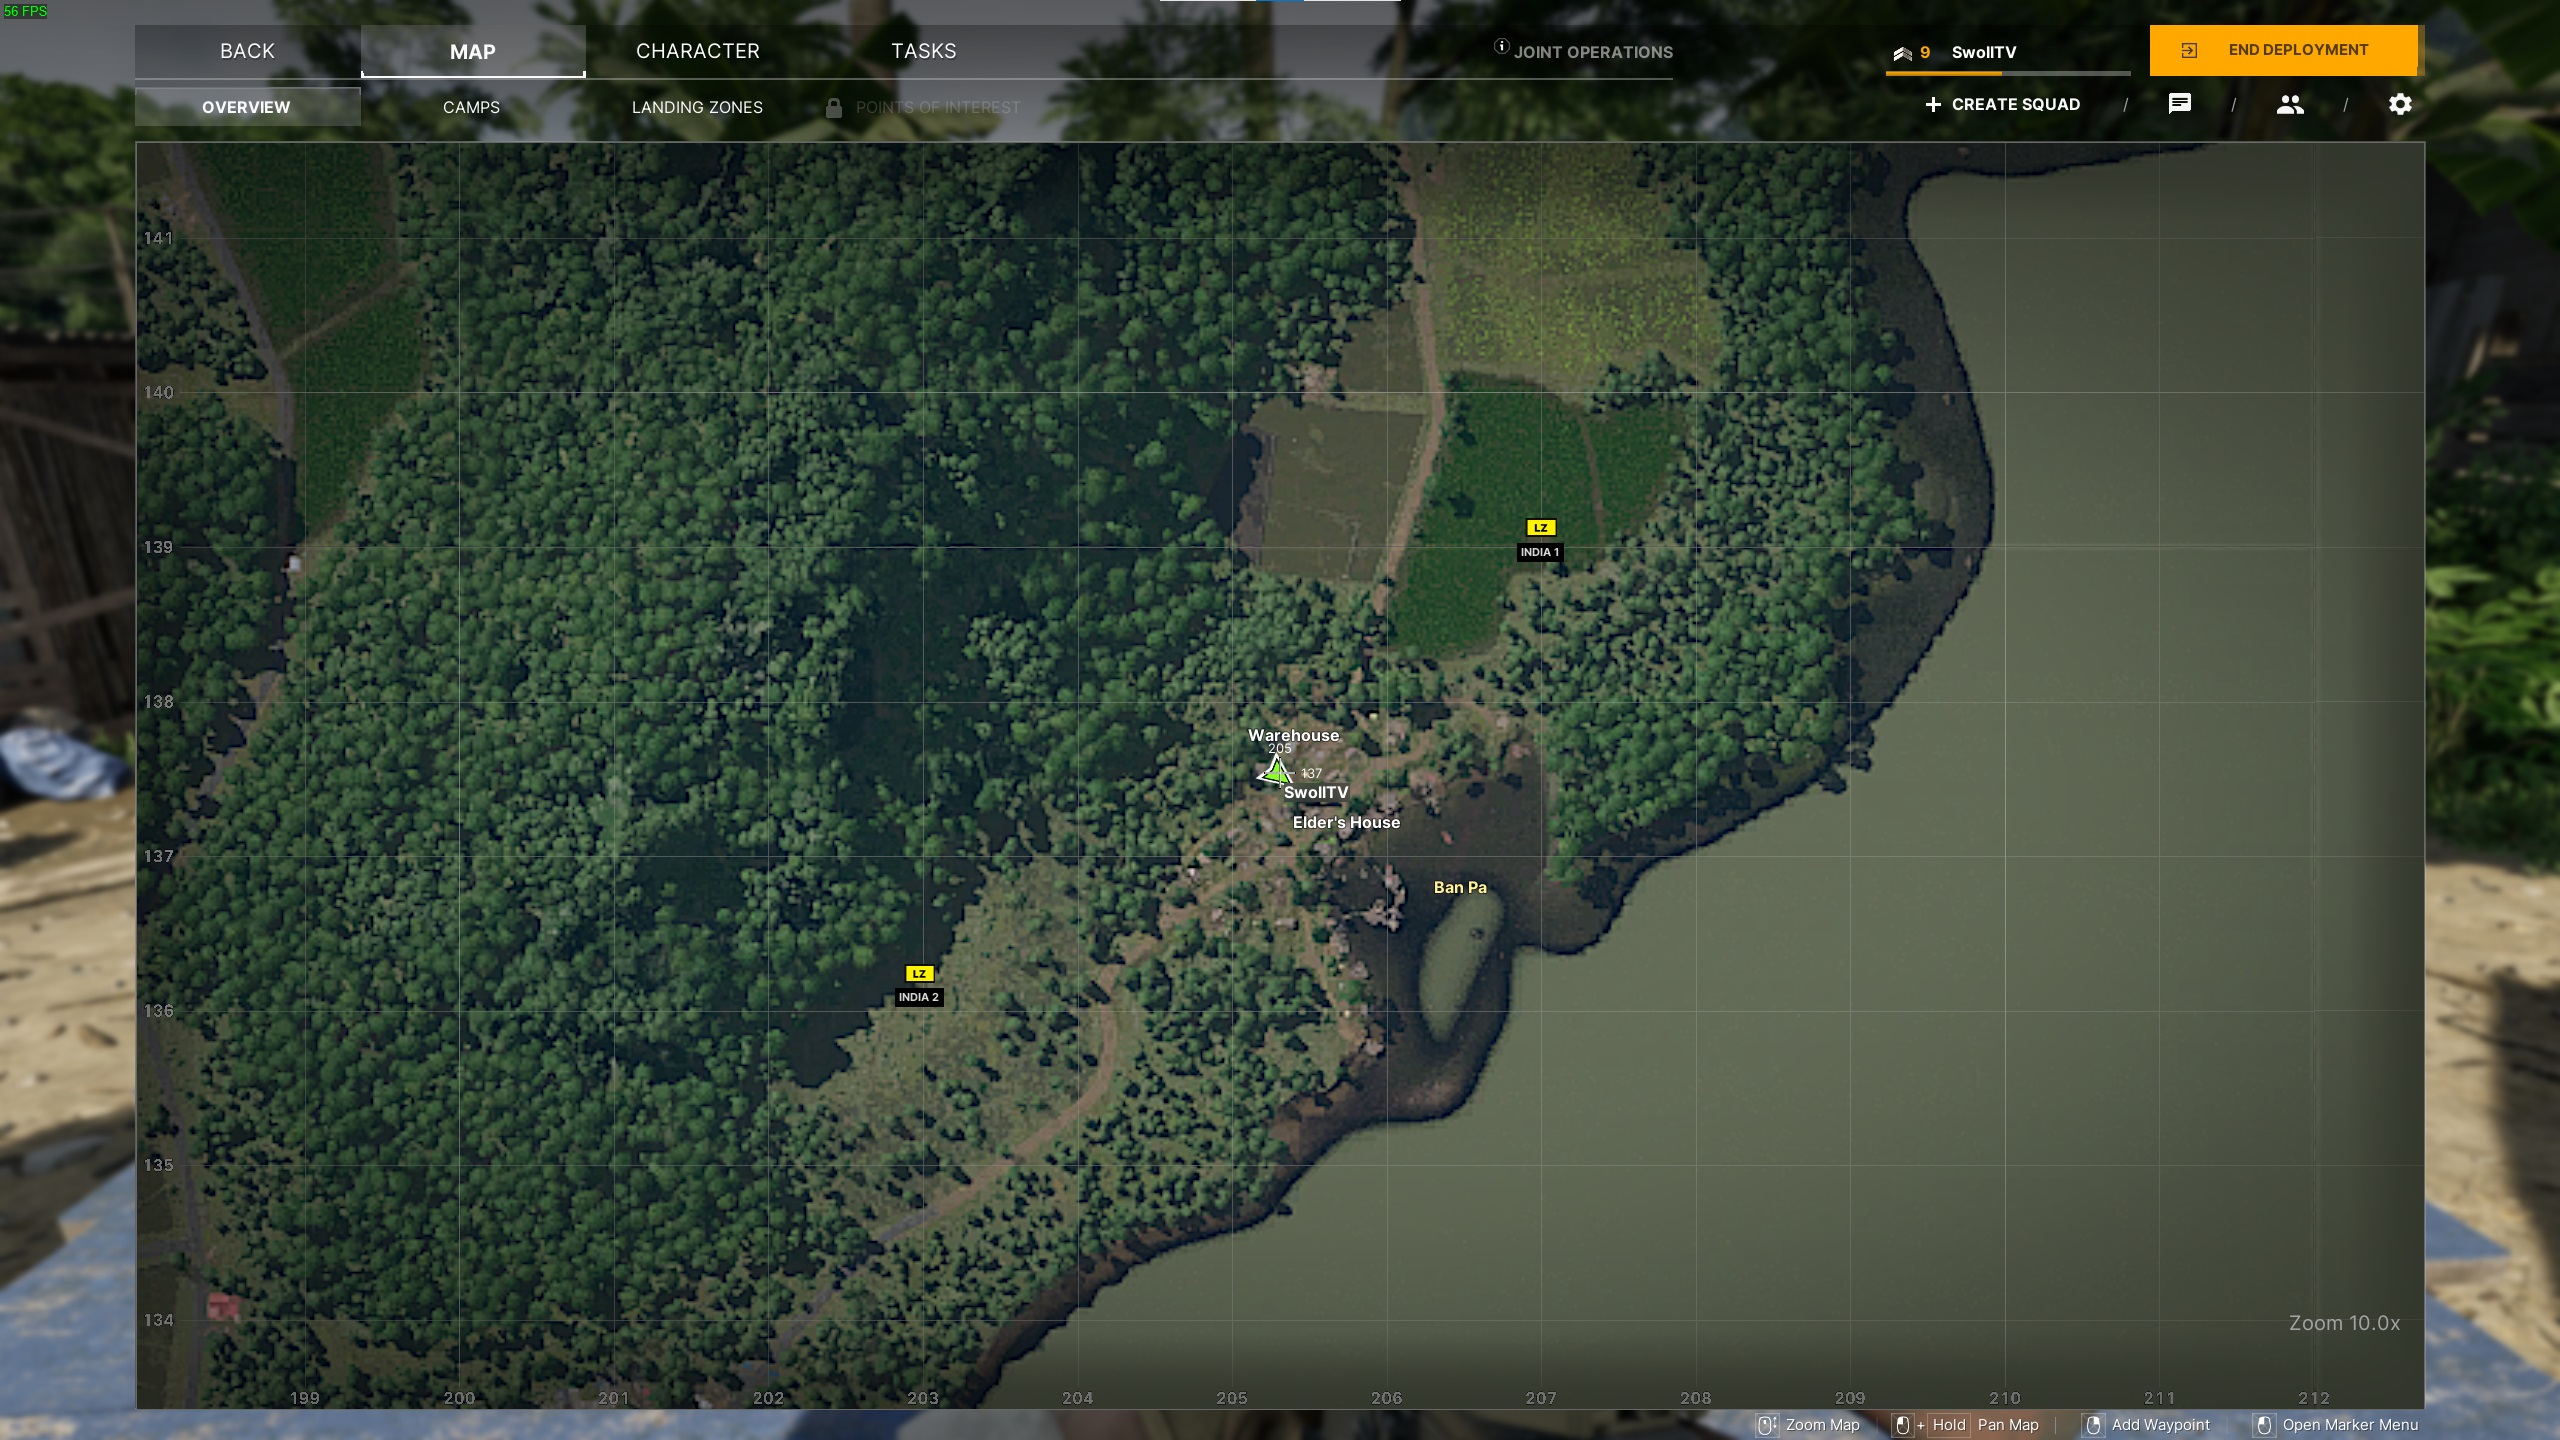 56 FPS
BACK
MAP
CHARACTER
TASKS
JOINT OPERATIONS
9 SwollTV
END DEPLOYMENT
OVERVIEW
CAMPS
LANDING ZONES
POINTS OF INTEREST
CREATE SQUAD
/
/
/
141
140
139
138
137
136
135
134
LZ
INDIA 1
Warehouse
205
137
SwollTV
Elder's House
Ban Pa
LZ
INDIA 2
Zoom 10.0x
199 200 201 202 203 204 205 206 207 208 209 210 211 212
Zoom Map
+ Hold Pan Map
Add Waypoint
Open Marker Menu